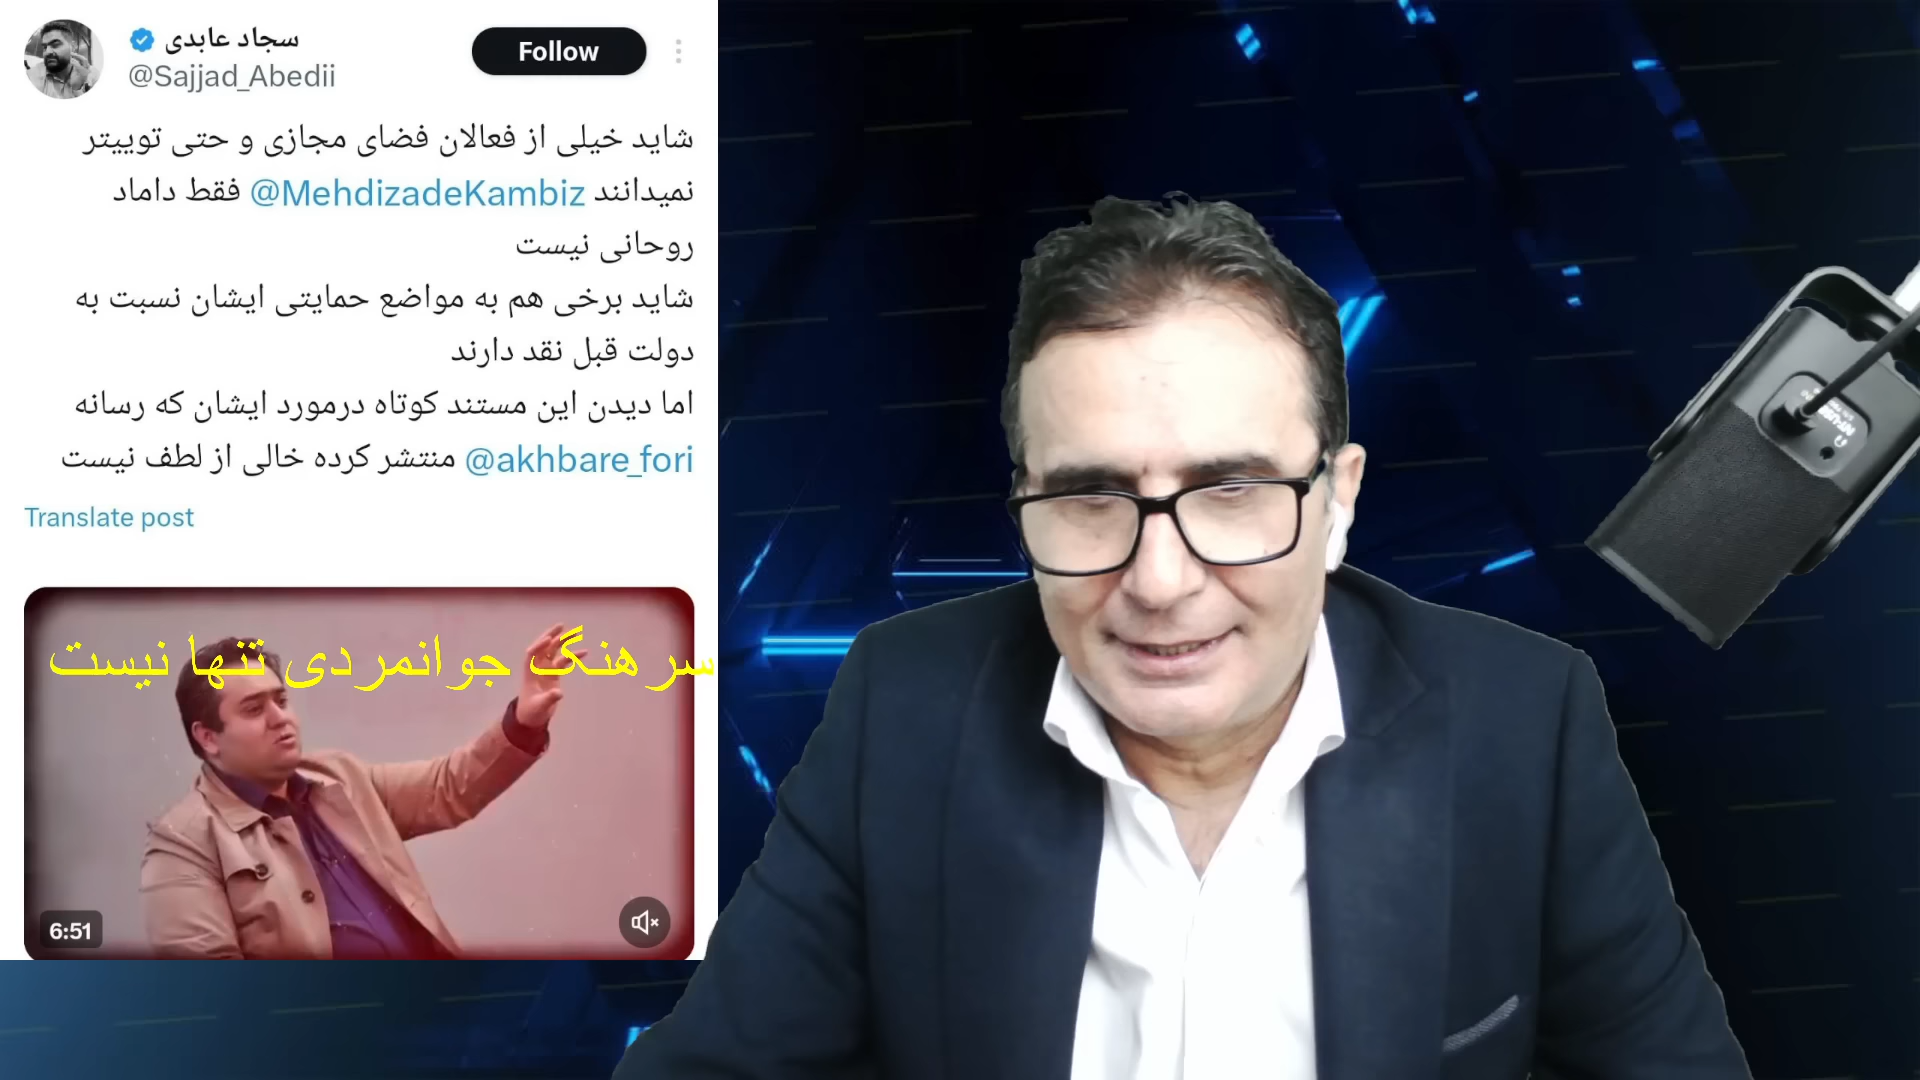 سجاد عابدی
@Sajjad_Abedii
Follow
شاید خیلی از فعالان فضای مجازی و حتی توییتر
نمیدانند @MehdizadeKambiz فقط داماد
روحانی نیست
شاید برخی هم به مواضع حمایتی ایشان نسبت به
دولت قبل نقد دارند
اما دیدن این مستند کوتاه درمورد ایشان که رسانه
@akhbare_fori منتشر کرده خالی از لطف نیست
Translate post
سرهنگ جوانمردی تنها نیست
6:51